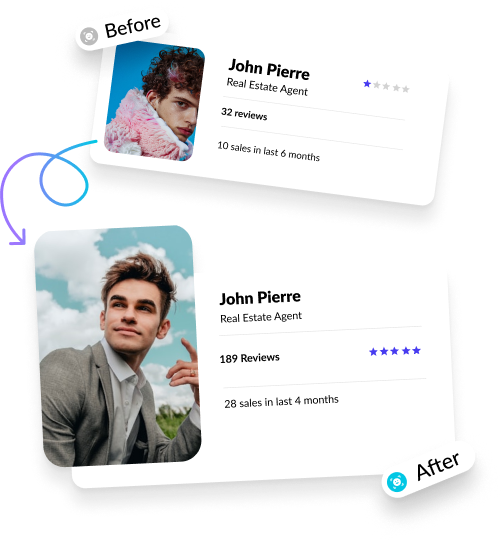 Before
John Pierre
Real Estate Agent
32 reviews
10 sales in last 6 months
John Pierre
Real Estate Agent
189 Reviews
28 sales in last 4 months
After